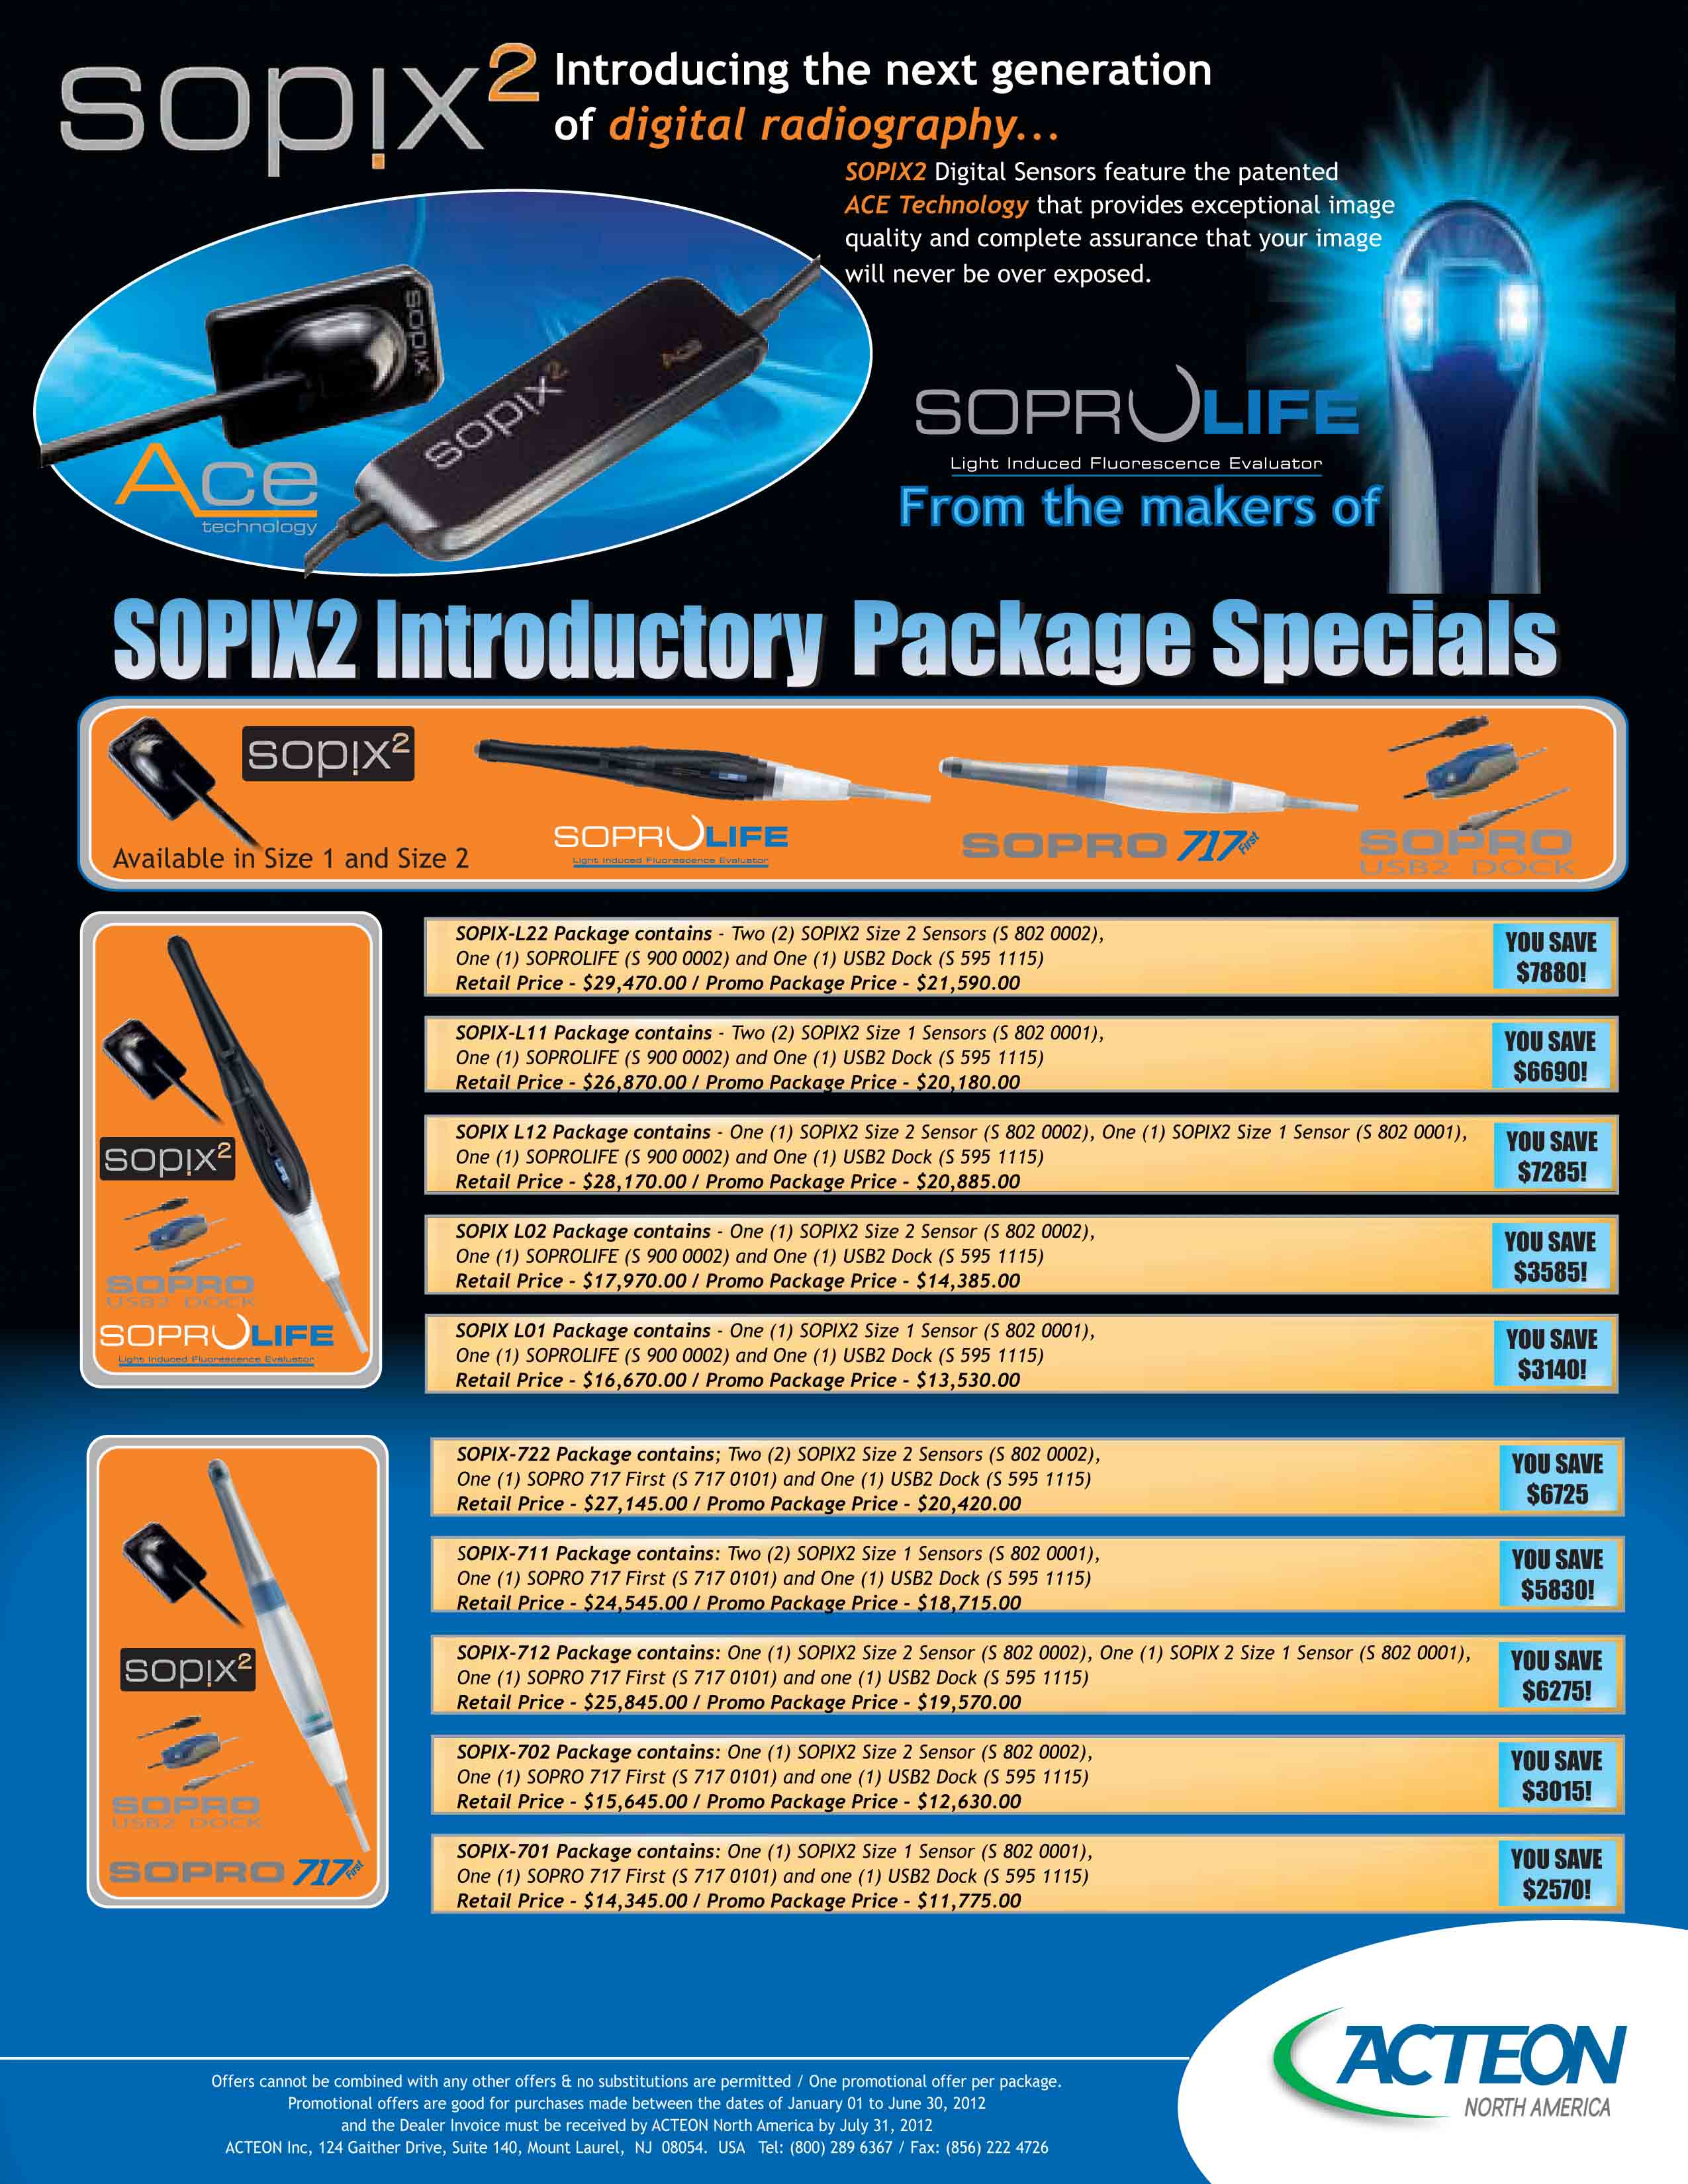 sopix2
Introducing the next generation
of digital radiography...
SOPIX2 Digital Sensors feature the patented
ACE Technology that provides exceptional image
quality and complete assurance that your image
will never be over exposed.
sopix
sopix2
Ace
Ace
technology
SOPROLIFE
Light Induced Fluorescence Evaluator
From the makers of
SOPIX2 Introductory Package Specials
sopix2
Available in Size 1 and Size 2
SOPROLIFE
Light Induced Fluorescence Evaluator
SOPRO 717 First
SOPRO
USB2 DOCK
sopix2
SOPRO
USB2 DOCK
SOPROLIFE
Light Induced Fluorescence Evaluator
SOPIX-L22 Package contains - Two (2) SOPIX2 Size 2 Sensors (S 802 0002),
One (1) SOPROLIFE (S 900 0002) and One (1) USB2 Dock (S 595 1115)
Retail Price - $29,470.00 / Promo Package Price - $21,590.00
YOU SAVE
$7880!
SOPIX-L11 Package contains - Two (2) SOPIX2 Size 1 Sensors (S 802 0001),
One (1) SOPROLIFE (S 900 0002) and One (1) USB2 Dock (S 595 1115)
Retail Price - $26,870.00 / Promo Package Price - $20,180.00
YOU SAVE
$6690!
SOPIX L12 Package contains - One (1) SOPIX2 Size 2 Sensor (S 802 0002), One (1) SOPIX2 Size 1 Sensor (S 802 0001),
One (1) SOPROLIFE (S 900 0002) and One (1) USB2 Dock (S 595 1115)
Retail Price - $28,170.00 / Promo Package Price - $20,885.00
YOU SAVE
$7285!
SOPIX L02 Package contains - One (1) SOPIX2 Size 2 Sensor (S 802 0002),
One (1) SOPROLIFE (S 900 0002) and One (1) USB2 Dock (S 595 1115)
Retail Price - $17,970.00 / Promo Package Price - $14,385.00
YOU SAVE
$3585!
SOPIX L01 Package contains - One (1) SOPIX2 Size 1 Sensor (S 802 0001),
One (1) SOPROLIFE (S 900 0002) and One (1) USB2 Dock (S 595 1115)
Retail Price - $16,670.00 / Promo Package Price - $13,530.00
YOU SAVE
$3140!
sopix2
SOPRO
USB2 DOCK
SOPRO 717 First
SOPIX-722 Package contains; Two (2) SOPIX2 Size 2 Sensors (S 802 0002),
One (1) SOPRO 717 First (S 717 0101) and One (1) USB2 Dock (S 595 1115)
Retail Price - $27,145.00 / Promo Package Price - $20,420.00
YOU SAVE
$6725
SOPIX-711 Package contains: Two (2) SOPIX2 Size 1 Sensors (S 802 0001),
One (1) SOPRO 717 First (S 717 0101) and One (1) USB2 Dock (S 595 1115)
Retail Price - $24,545.00 / Promo Package Price - $18,715.00
YOU SAVE
$5830!
SOPIX-712 Package contains: One (1) SOPIX2 Size 2 Sensor (S 802 0002), One (1) SOPIX 2 Size 1 Sensor (S 802 0001),
One (1) SOPRO 717 First (S 717 0101) and one (1) USB2 Dock (S 595 1115)
Retail Price - $25,845.00 / Promo Package Price - $19,570.00
YOU SAVE
$6275!
SOPIX-702 Package contains: One (1) SOPIX2 Size 2 Sensor (S 802 0002),
One (1) SOPRO 717 First (S 717 0101) and one (1) USB2 Dock (S 595 1115)
Retail Price - $15,645.00 / Promo Package Price - $12,630.00
YOU SAVE
$3015!
SOPIX-701 Package contains: One (1) SOPIX2 Size 1 Sensor (S 802 0001),
One (1) SOPRO 717 First (S 717 0101) and one (1) USB2 Dock (S 595 1115)
Retail Price - $14,345.00 / Promo Package Price - $11,775.00
YOU SAVE
$2570!
Offers cannot be combined with any other offers & no substitutions are permitted / One promotional offer per package.
Promotional offers are good for purchases made between the dates of January 01 to June 30, 2012
and the Dealer Invoice must be received by ACTEON North America by July 31, 2012
ACTEON Inc, 124 Gaither Drive, Suite 140, Mount Laurel, NJ 08054. USA Tel: (800) 289 6367 / Fax: (856) 222 4726
ACTEON
NORTH AMERICA